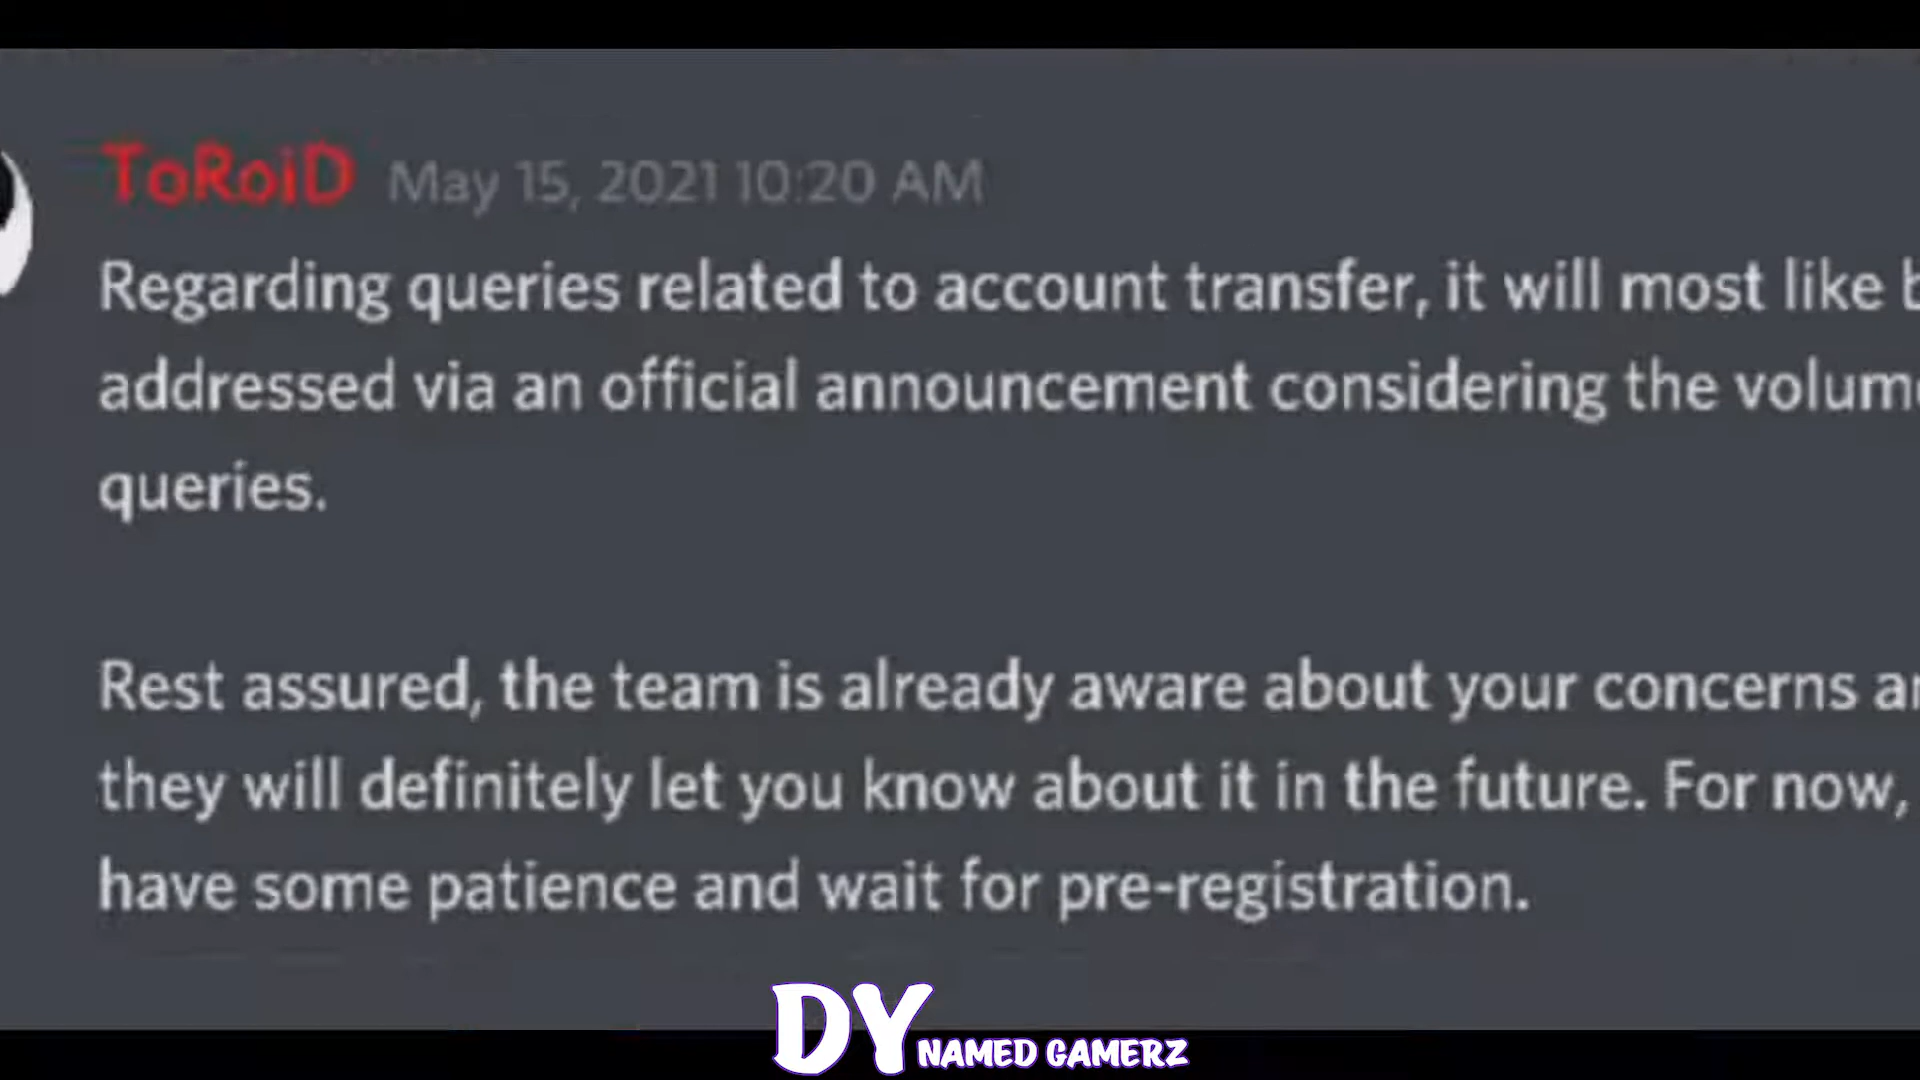 ToRoiD May 15, 2021 10:20 AM
Regarding queries related to account transfer, it will most like
addressed via an official announcement considering the
queries.
Rest assured, the team is already aware about your concerns
they will definitely let you know about it in the future. For now,
have some patience and wait for pre-registration.
DY NAMED GAMERZ